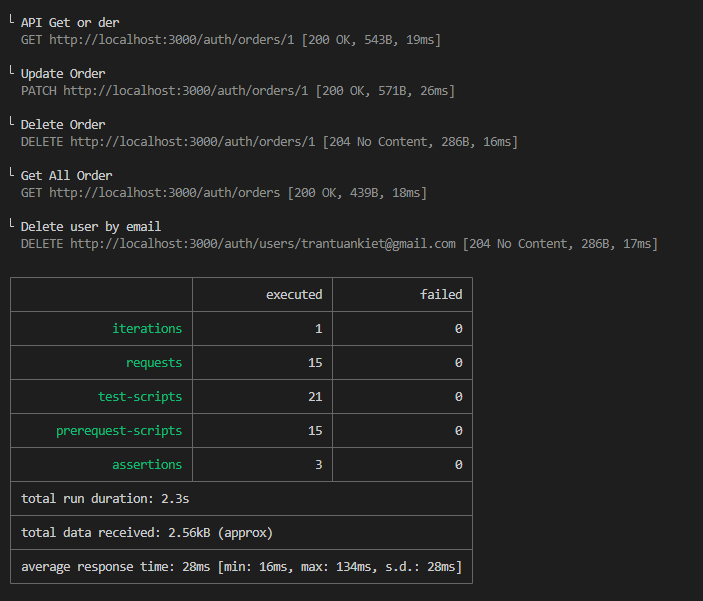 └ API Get or der
GET http://localhost:3000/auth/orders/1 [200 OK, 543B, 19ms]
└ Update Order
PATCH http://localhost:3000/auth/orders/1 [200 OK, 571B, 26ms]
└ Delete Order
DELETE http://localhost:3000/auth/orders/1 [204 No Content, 286B, 16ms]
└ Get All Order
GET http://localhost:3000/auth/orders [200 OK, 439B, 18ms]
└ Delete user by email
DELETE http://localhost:3000/auth/users/trantuankiet@gmail.com [204 No Content, 286B, 17ms]
executed failed
iterations 1 0
requests 15 0
test-scripts 21 0
prerequest-scripts 15 0
assertions 3 0
total run duration: 2.3s
total data received: 2.56kB (approx)
average response time: 28ms [min: 16ms, max: 134ms, s.d.: 28ms]